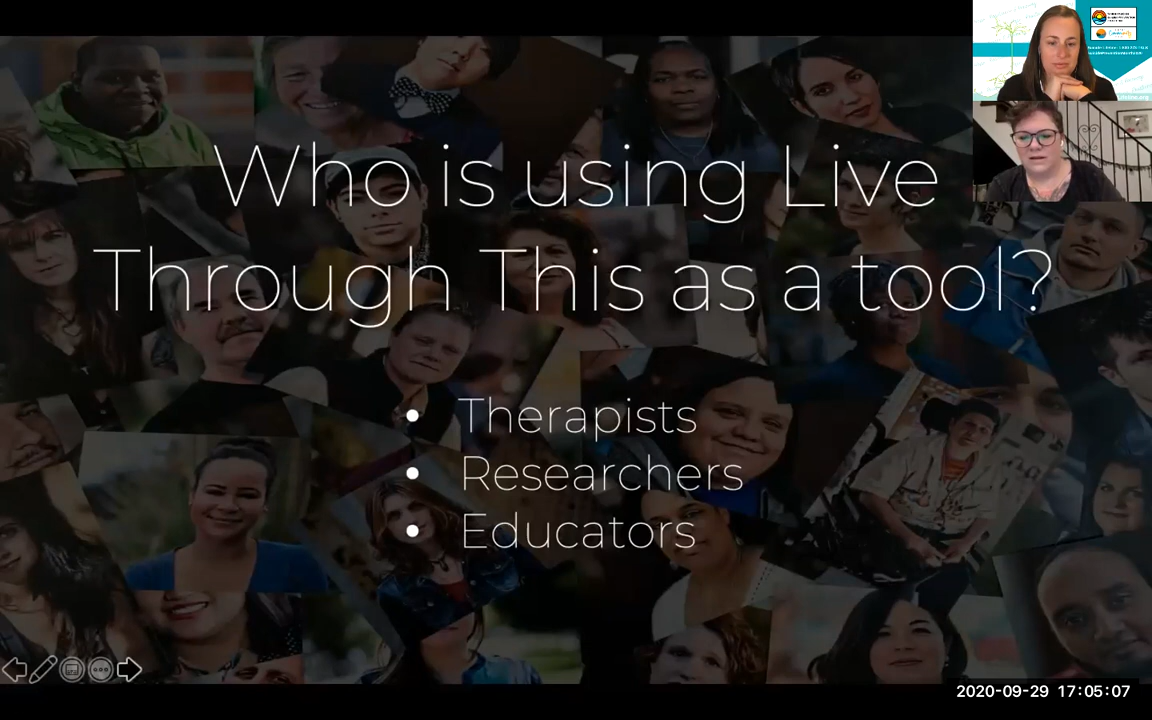 Who is using Live
Through This as a tool?
• Therapists
• Researchers
• Educators
2020-09-29 17:05:07